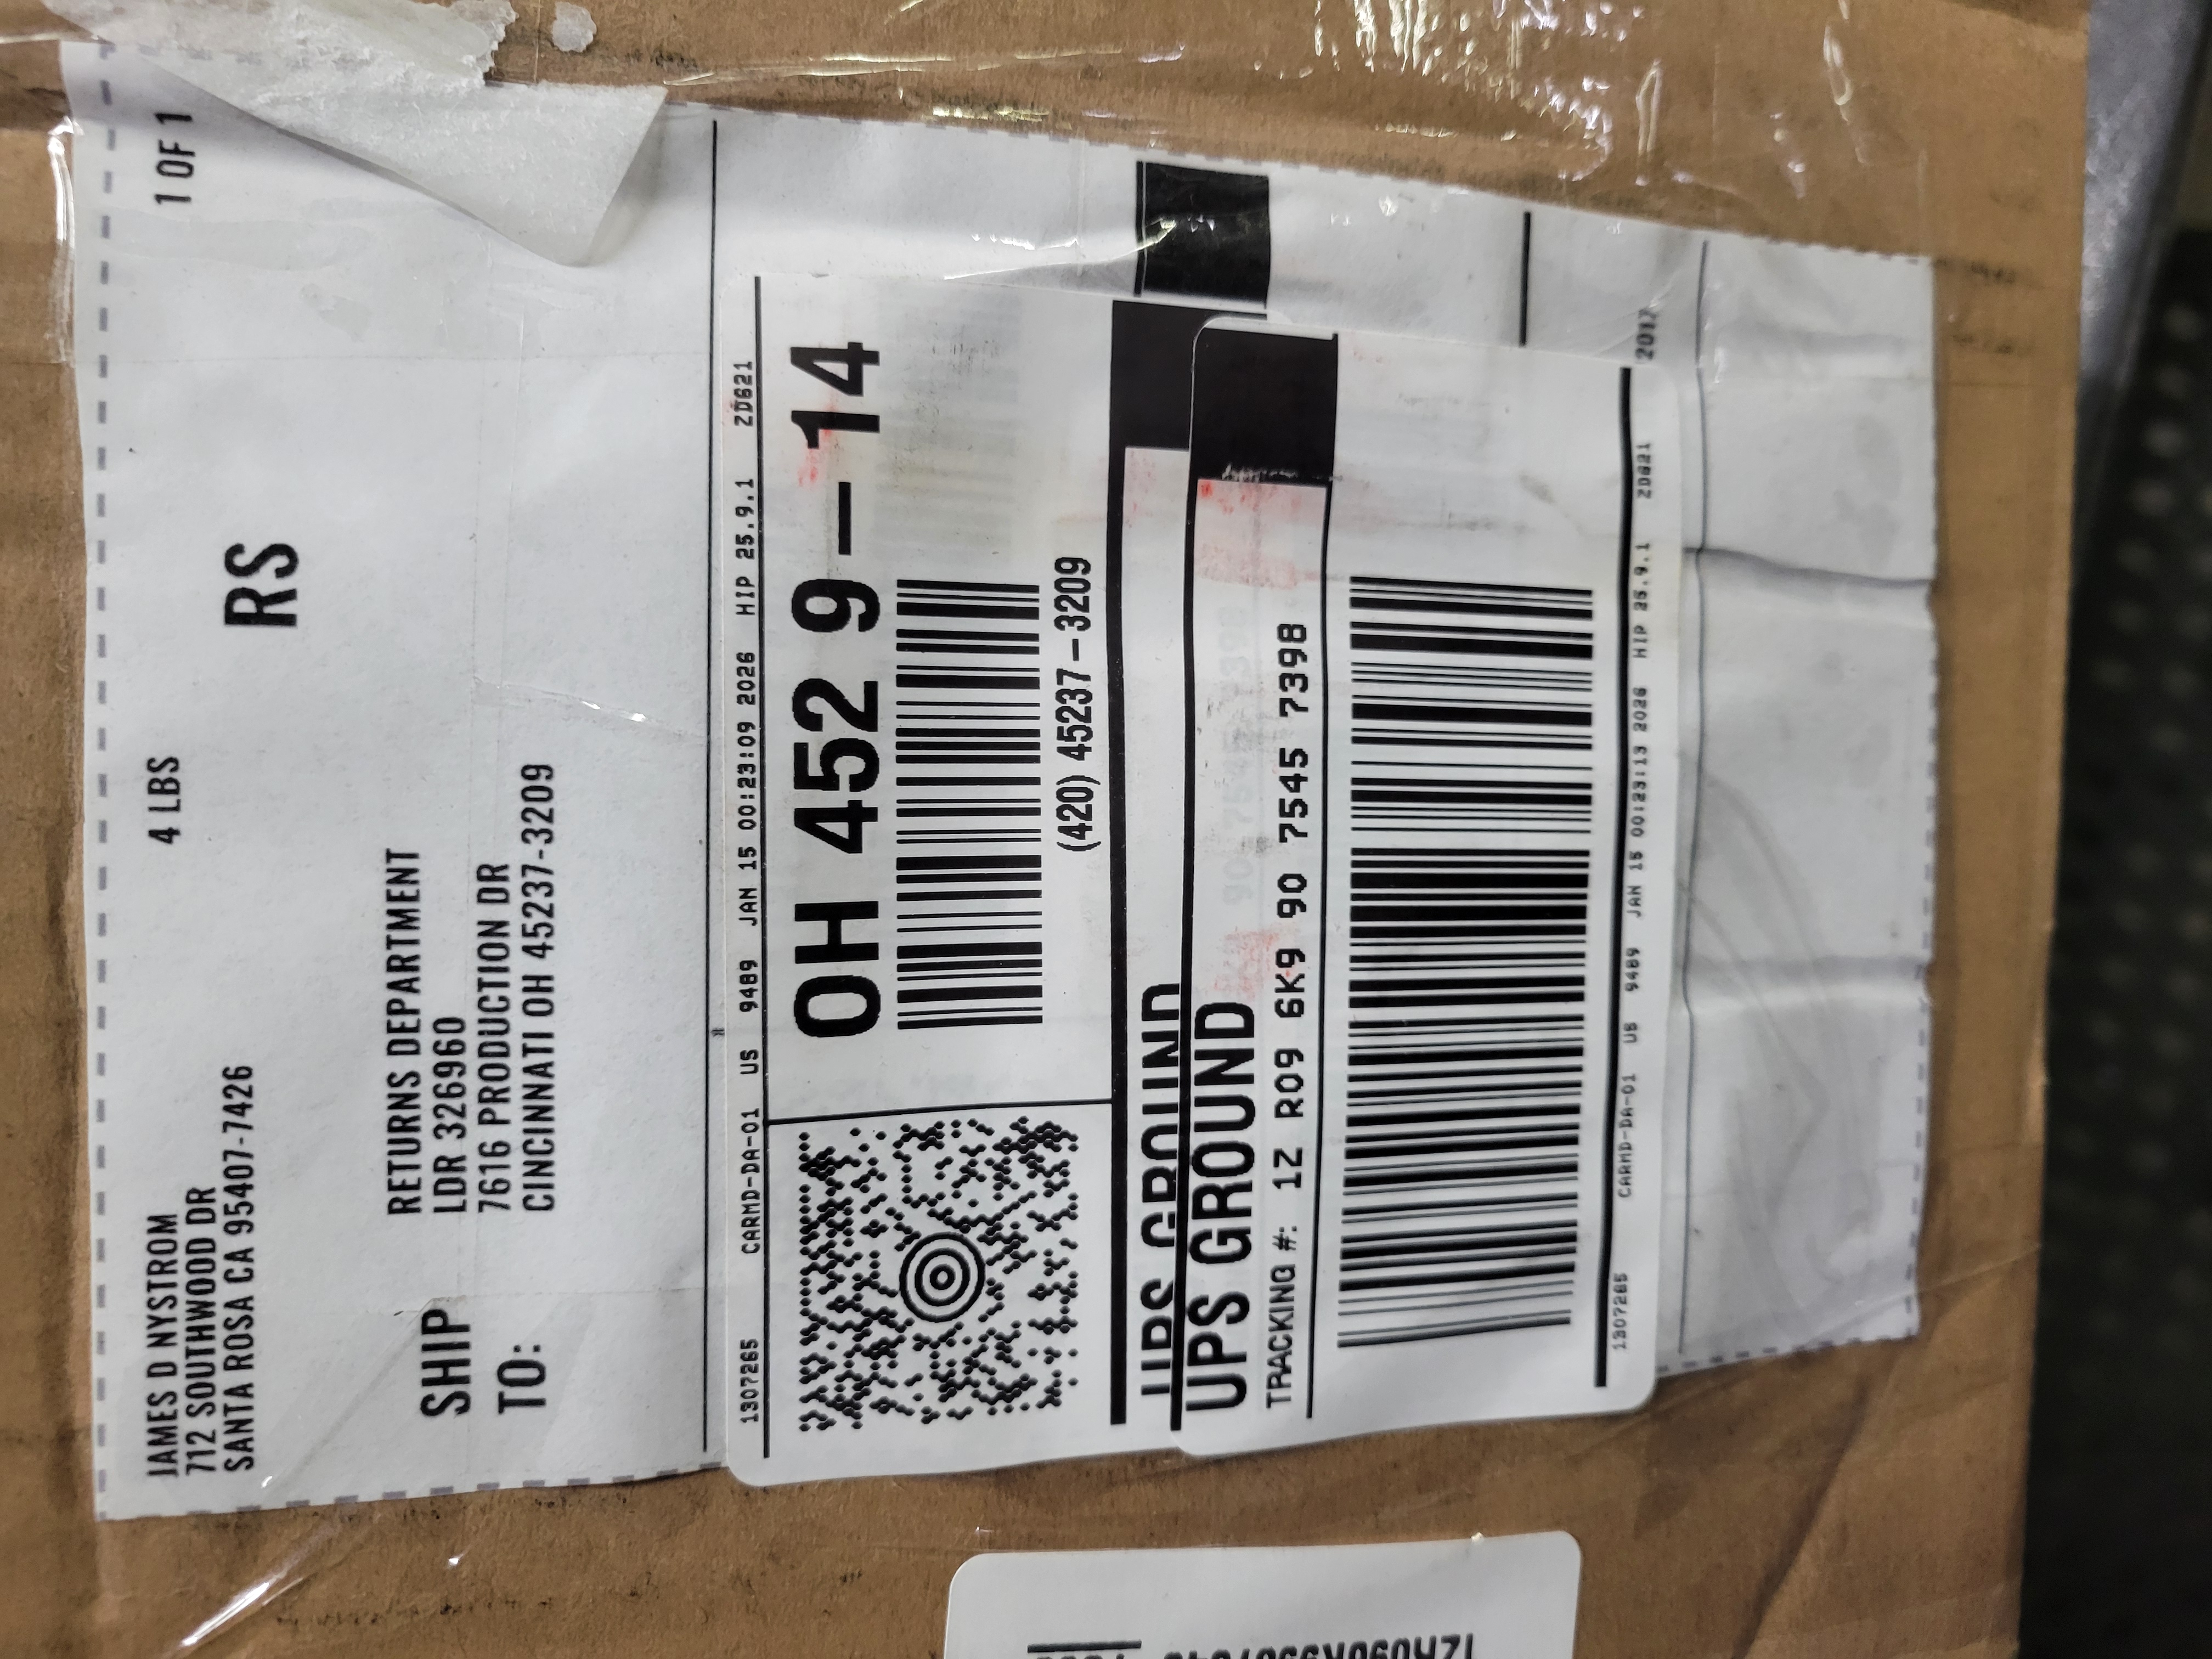 JAMES D NYSTROM
712 SOUTHWOOD DR
SANTA ROSA CA 95407-7426
4 LBS
1 OF 1
RS
SHIP
TO:
RETURNS DEPARTMENT
LDR 326960
7616 PRODUCTION DR
CINCINNATI OH 45237-3209
1307265 CARMD-DA-01 US 9489 JAN 15 00:23:09 2026 HIP 25.9.1 ZD621
OH 452 9-14
(420) 45237-3209
UPS GROUND
UPS GROUND
TRACKING #: 1Z R09 6K9 90 7545 7398
1307265 CARMD-DA-01 US 9489 JAN 15 00:23:13 2026 HIP 25.9.1 ZD621